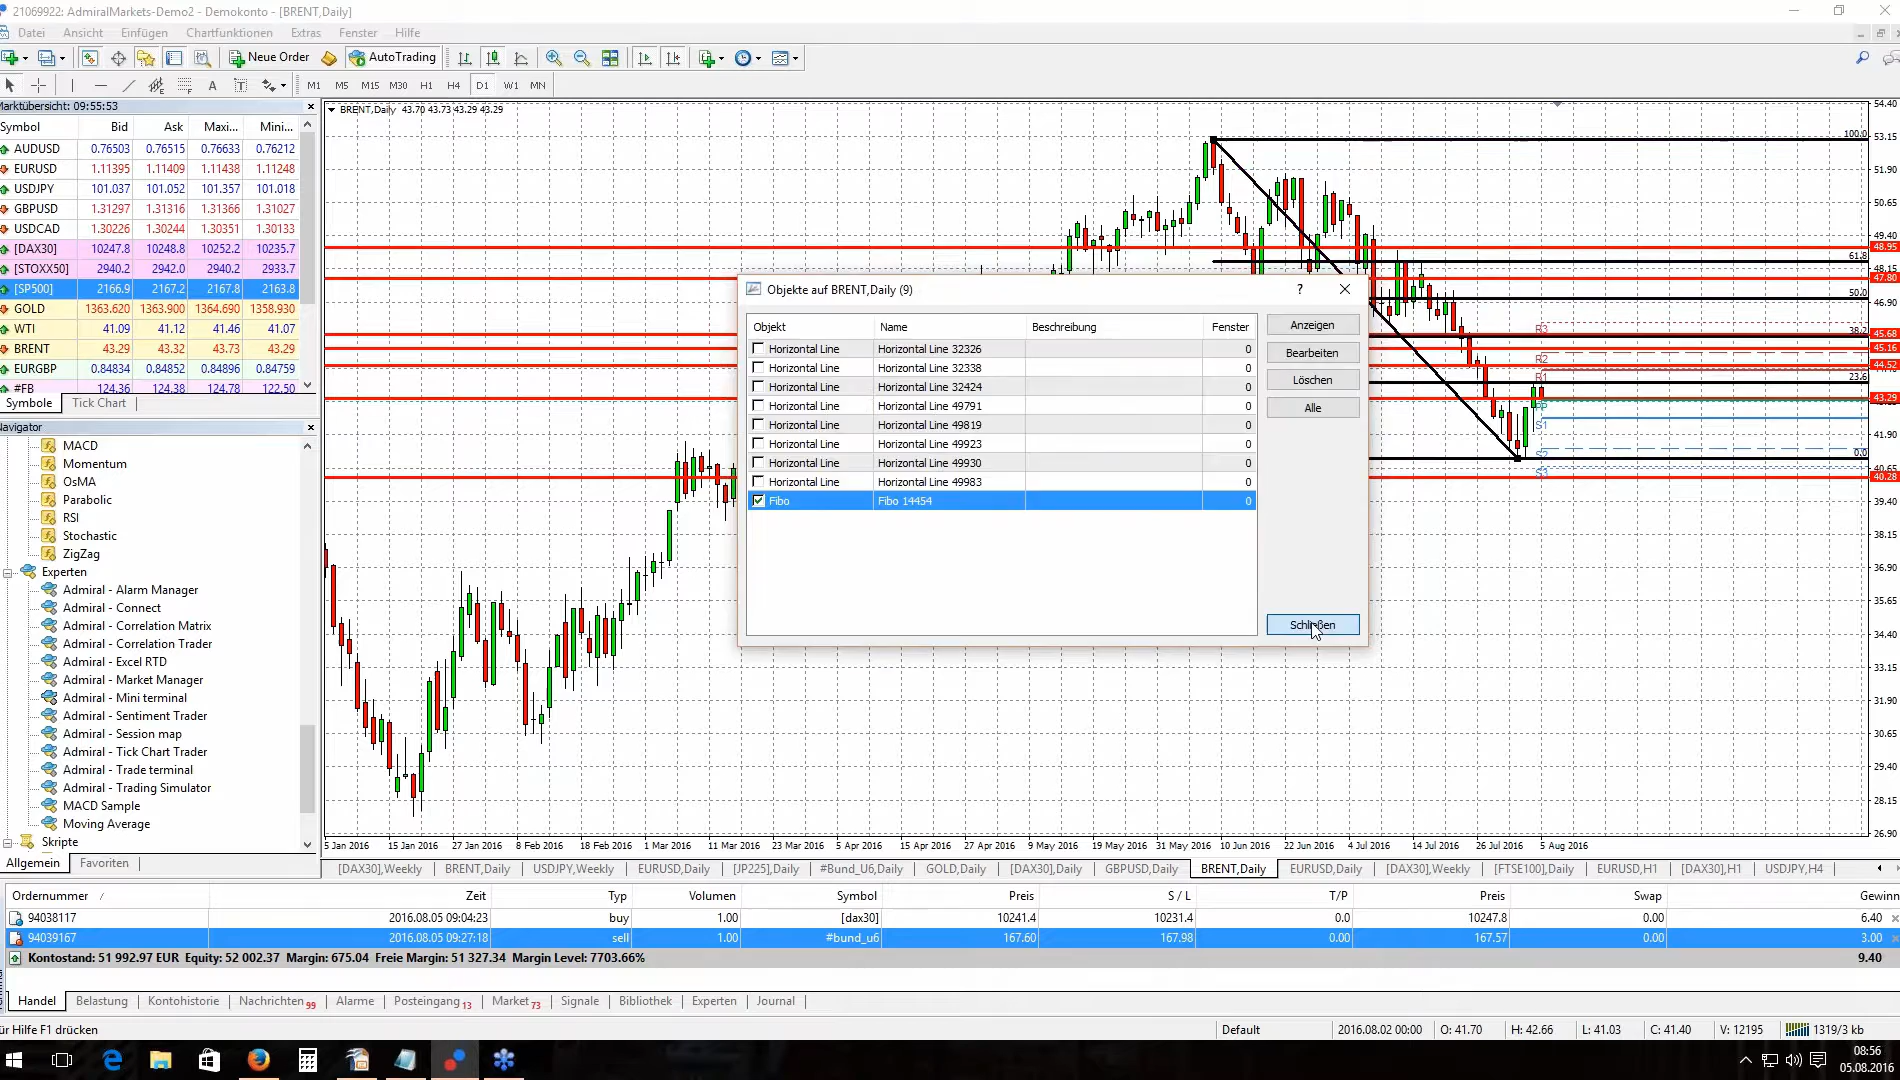 21069922: AdmiralMarkets-Demo2 - Demokonto - [BRENT,Daily]
Datei Ansicht Einfügen Chartfunktionen Extras Fenster Hilfe
Neue Order AutoTrading
M1 M5 M15 M30 H1 H4 D1 W1 MN
Marktübersicht: 09:55:53
Symbol Bid Ask Maxi... Mini...
AUDUSD 0.76503 0.76515 0.76633 0.76212
EURUSD 1.11395 1.11409 1.11438 1.11248
USDJPY 101.037 101.052 101.357 101.018
GBPUSD 1.31297 1.31316 1.31366 1.31027
USDCAD 1.30226 1.30244 1.30351 1.30133
[DAX30] 10247.8 10248.8 10252.2 10235.7
[STOXX50] 2940.2 2942.0 2940.2 2933.7
[SP500] 2166.9 2167.2 2167.8 2163.8
GOLD 1363.620 1363.900 1364.690 1358.930
WTI 41.09 41.12 41.46 41.07
BRENT 43.29 43.32 43.73 43.29
EURGBP 0.84834 0.84852 0.84896 0.84759
#FB 124.36 124.38 124.78 122.50
Symbole Tick Chart
Navigator
MACD
Momentum
OsMA
Parabolic
RSI
Stochastic
ZigZag
Experten
Admiral - Alarm Manager
Admiral - Connect
Admiral - Correlation Matrix
Admiral - Correlation Trader
Admiral - Excel RTD
Admiral - Market Manager
Admiral - Mini terminal
Admiral - Sentiment Trader
Admiral - Session map
Admiral - Tick Chart Trader
Admiral - Trade terminal
Admiral - Trading Simulator
MACD Sample
Moving Average
Skripte
Allgemein Favoriten
BRENT,Daily 43.70 43.73 43.29 43.29
Objekte auf BRENT,Daily (9) ?
Objekt Name Beschreibung Fenster
Horizontal Line Horizontal Line 32326 0
Horizontal Line Horizontal Line 32338 0
Horizontal Line Horizontal Line 32424 0
Horizontal Line Horizontal Line 49791 0
Horizontal Line Horizontal Line 49819 0
Horizontal Line Horizontal Line 49923 0
Horizontal Line Horizontal Line 49930 0
Horizontal Line Horizontal Line 49983 0
Fibo Fibo 14454 0
Anzeigen
Bearbeiten
Löschen
Alle
Schließen
100.0
61.8
50.0
38.2
23.6
0.0
R3
R2
R1
PP
S1
S2
S3
54.40
53.15
51.90
50.65
49.40
48.95
48.15
47.80
46.90
45.68
45.16
44.52
43.29
41.90
40.65
40.28
39.40
38.15
36.90
35.65
34.40
33.15
31.90
30.65
29.40
28.15
26.90
5 Jan 2016 15 Jan 2016 27 Jan 2016 8 Feb 2016 18 Feb 2016 1 Mar 2016 11 Mar 2016 23 Mar 2016 5 Apr 2016 15 Apr 2016 27 Apr 2016 9 May 2016 19 May 2016 31 May 2016 10 Jun 2016 22 Jun 2016 4 Jul 2016 14 Jul 2016 26 Jul 2016 5 Aug 2016
[DAX30],Weekly BRENT,Daily USDJPY,Weekly EURUSD,Daily [JP225],Daily #Bund_U6,Daily GOLD,Daily [DAX30],Daily GBPUSD,Daily BRENT,Daily EURUSD,Daily [DAX30],Weekly [FTSE100],Daily EURUSD,H1 [DAX30],H1 USDJPY,H4
Ordernummer / Zeit Typ Volumen Symbol Preis S / L T/P Preis Swap Gewinn
94038117 2016.08.05 09:04:23 buy 1.00 [dax30] 10241.4 10231.4 0.0 10247.8 0.00 6.40
94039167 2016.08.05 09:27:18 sell 1.00 #bund_u6 167.60 167.98 0.00 167.57 0.00 3.00
Kontostand: 51 992.97 EUR Equity: 52 002.37 Margin: 675.04 Freie Margin: 51 327.34 Margin Level: 7703.66% 9.40
Handel Belastung Kontohistorie Nachrichten 99 Alarme Posteingang 13 Market 73 Signale Bibliothek Experten Journal
ür Hilfe F1 drücken Default 2016.08.02 00:00 O: 41.70 H: 42.66 L: 41.03 C: 41.40 V: 12195 1319/3 kb
08:56
05.08.2016